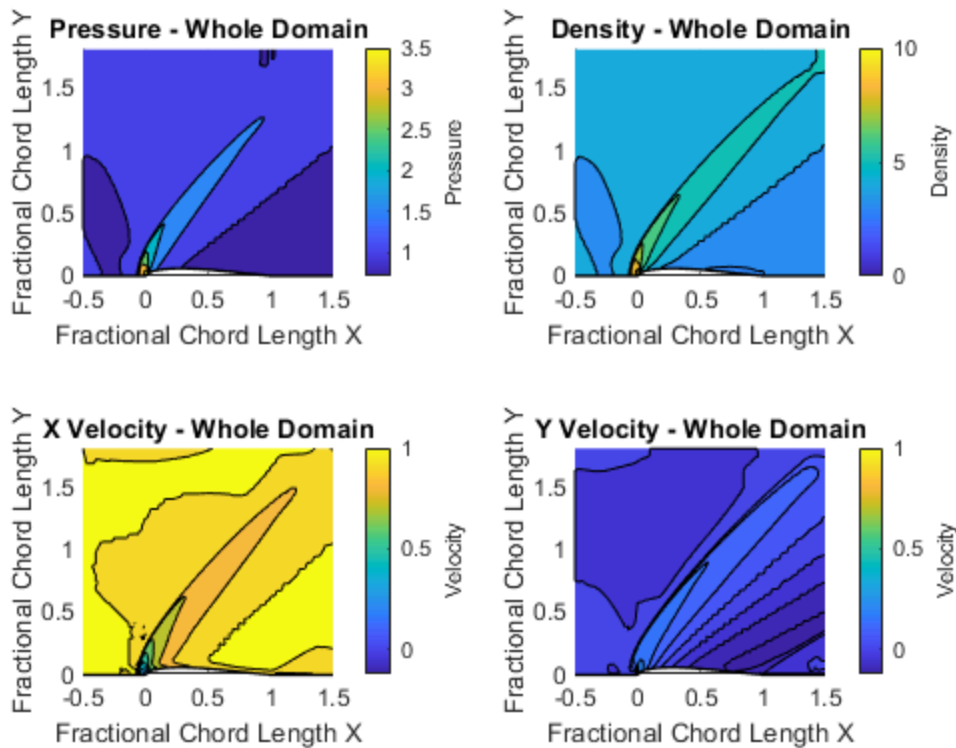 Pressure - Whole Domain
Fractional Chord Length Y
1.5
1
0.5
0
-0.5 0 0.5 1 1.5
Fractional Chord Length X
3.5
3
2.5
2
1.5
1
Pressure
Density - Whole Domain
Fractional Chord Length Y
1.5
1
0.5
0
-0.5 0 0.5 1 1.5
Fractional Chord Length X
10
5
0
Density
X Velocity - Whole Domain
Fractional Chord Length Y
1.5
1
0.5
0
-0.5 0 0.5 1 1.5
Fractional Chord Length X
1
0.5
0
Velocity
Y Velocity - Whole Domain
Fractional Chord Length Y
1.5
1
0.5
0
-0.5 0 0.5 1 1.5
Fractional Chord Length X
1
0.5
0
Velocity